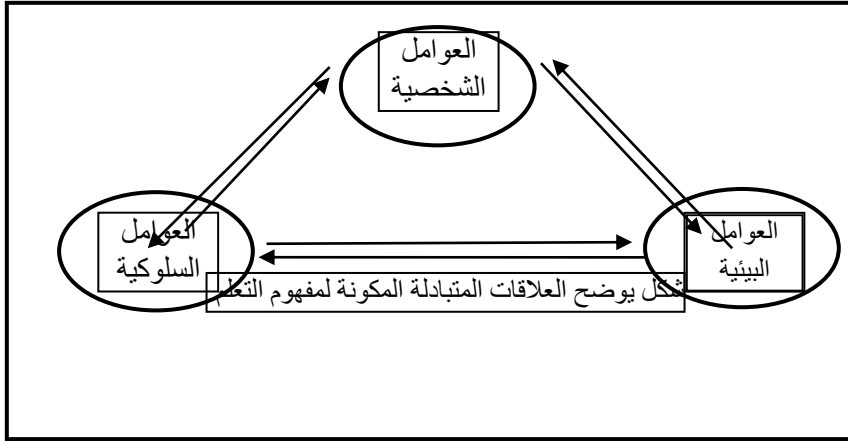 العوامل
الشخصية
العوامل
البيئية
العوامل
السلوكية
شكل يوضح العلاقات المتبادلة المكونة لمفهوم التعلم